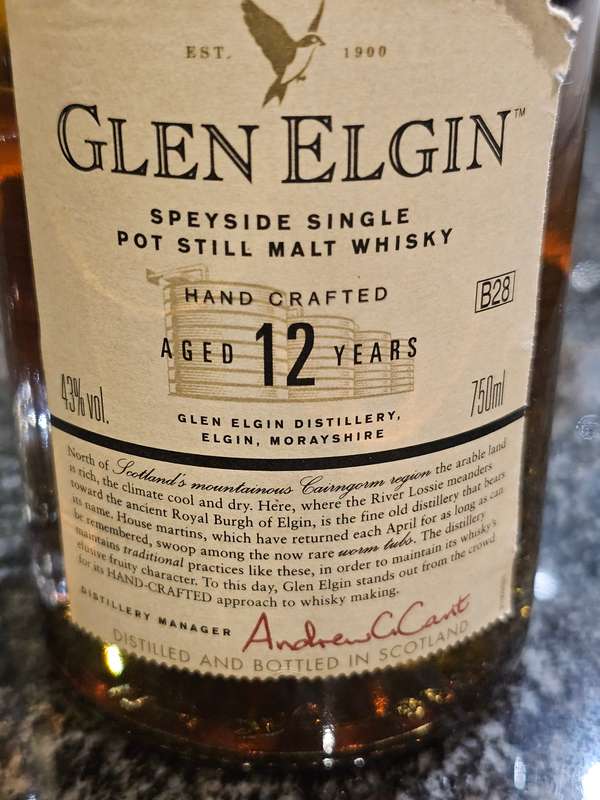 EST. 1900
GLEN ELGIN™
SPEYSIDE SINGLE
POT STILL MALT WHISKY
HAND CRAFTED
B28
AGED 12 YEARS
43% vol.
750ml
GLEN ELGIN DISTILLERY,
ELGIN, MORAYSHIRE
North of Scotland's mountainous Cairngorm region the arable land
is rich, the climate cool and dry. Here, where the River Lossie meanders
toward the ancient Royal Burgh of Elgin, is the fine old distillery that bears
its name. House martins, which have returned each April for as long as can
be remembered, swoop among the now rare worm tubs. The distillery
maintains traditional practices like these, in order to maintain its whisky's
elusive fruity character. To this day, Glen Elgin stands out from the crowd
for its HAND-CRAFTED approach to whisky making.
DISTILLERY MANAGER Andrew C. Cant
DISTILLED AND BOTTLED IN SCOTLAND